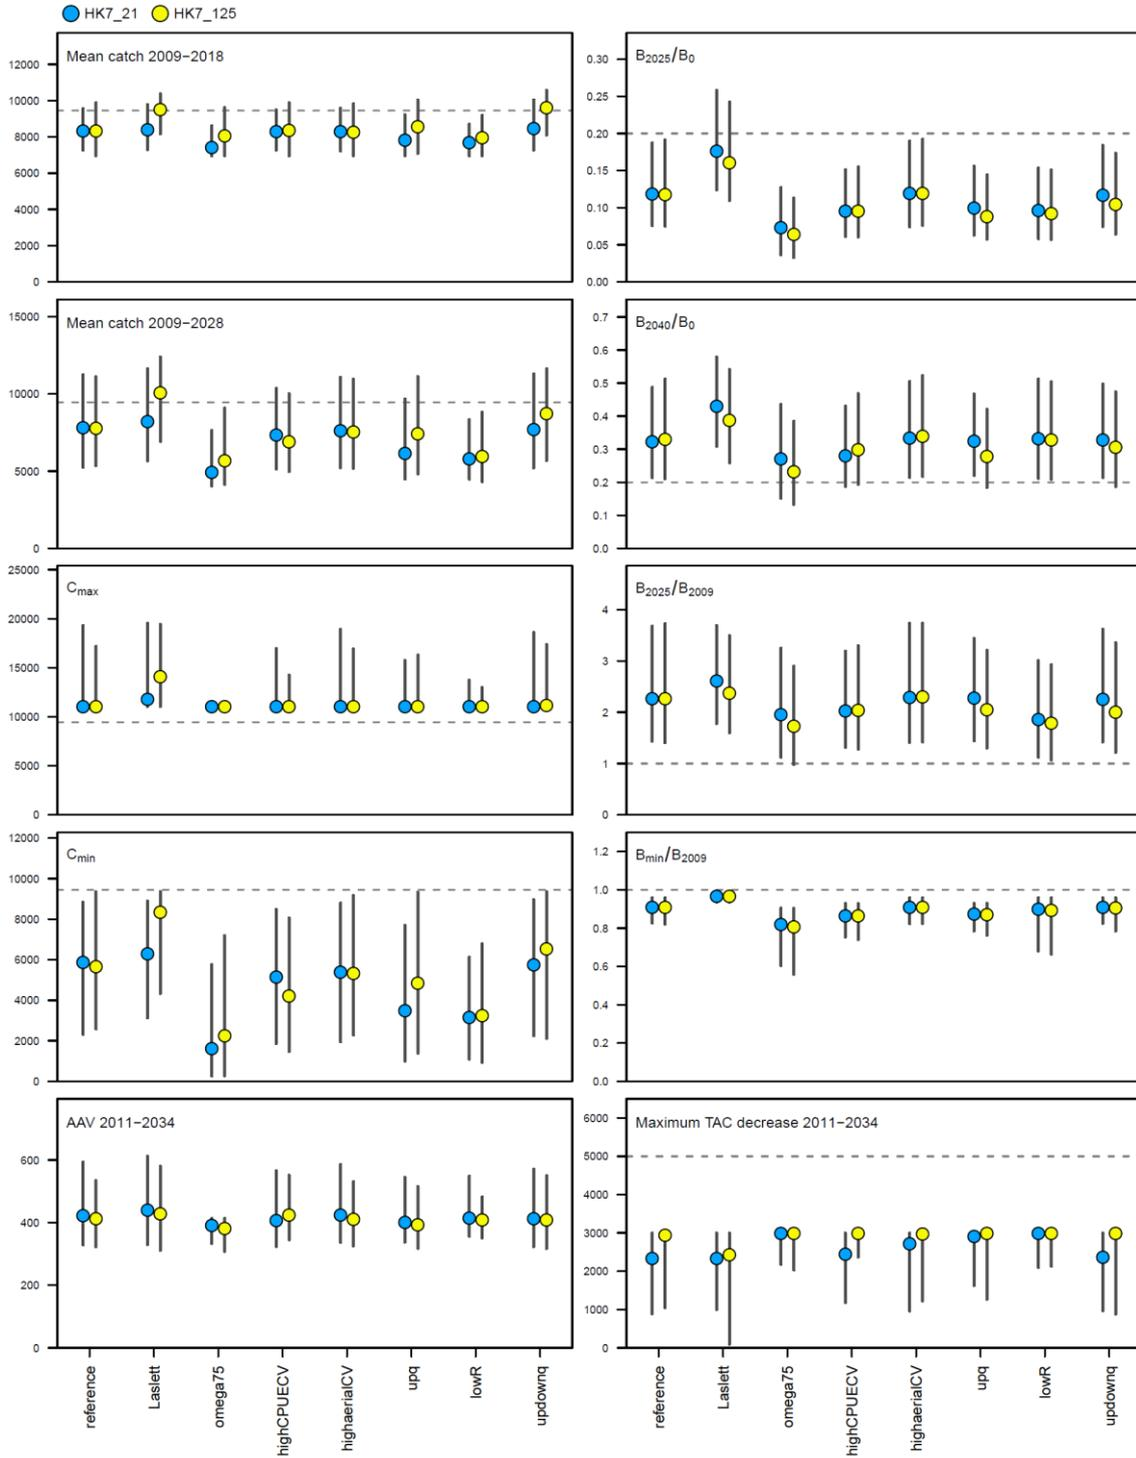 HK7_21 HK7_125
Mean catch 2009−2018
12000
10000
8000
6000
4000
2000
0
B2025/B0
0.30
0.25
0.20
0.15
0.10
0.05
0.00
Mean catch 2009−2028
15000
10000
5000
0
B2040/B0
0.7
0.6
0.5
0.4
0.3
0.2
0.1
0.0
Cmax
25000
20000
15000
10000
5000
0
B2025/B2009
4
3
2
1
0
Cmin
12000
10000
8000
6000
4000
2000
0
Bmin/B2009
1.2
1.0
0.8
0.6
0.4
0.2
0.0
AAV 2011−2034
600
400
200
0
Maximum TAC decrease 2011−2034
6000
5000
4000
3000
2000
1000
0
reference
Laslett
omega75
highCPUECV
highaerialCV
upq
lowR
updownq
reference
Laslett
omega75
highCPUECV
highaerialCV
upq
lowR
updownq